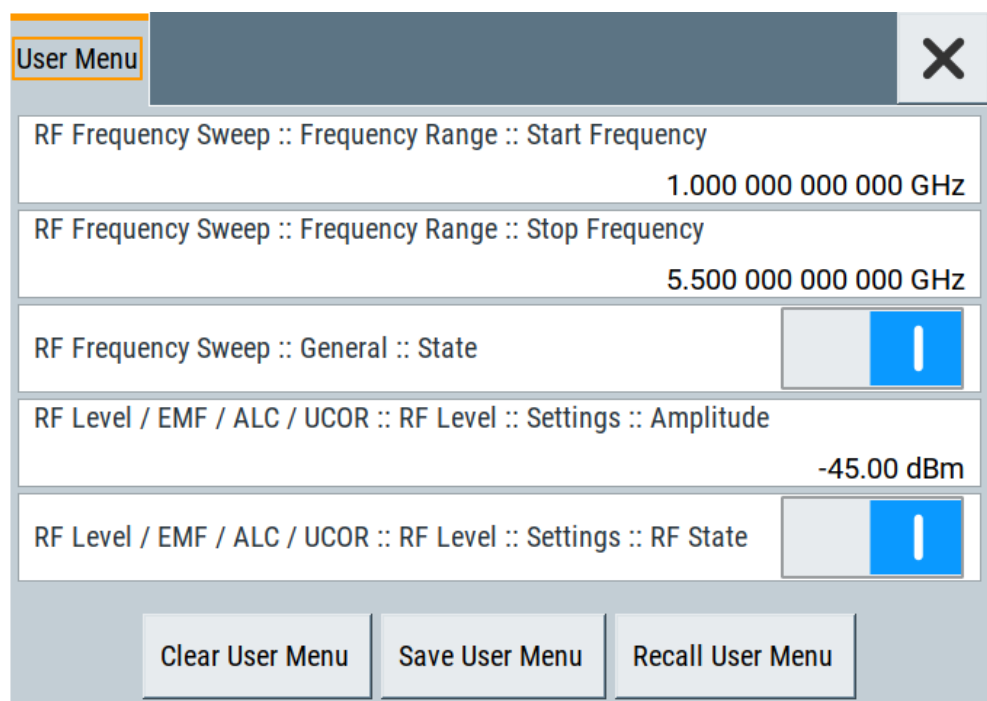 User Menu
RF Frequency Sweep :: Frequency Range :: Start Frequency
1.000 000 000 000 GHz
RF Frequency Sweep :: Frequency Range :: Stop Frequency
5.500 000 000 000 GHz
RF Frequency Sweep :: General :: State
RF Level / EMF / ALC / UCOR :: RF Level :: Settings :: Amplitude
-45.00 dBm
RF Level / EMF / ALC / UCOR :: RF Level :: Settings :: RF State
Clear User Menu Save User Menu Recall User Menu